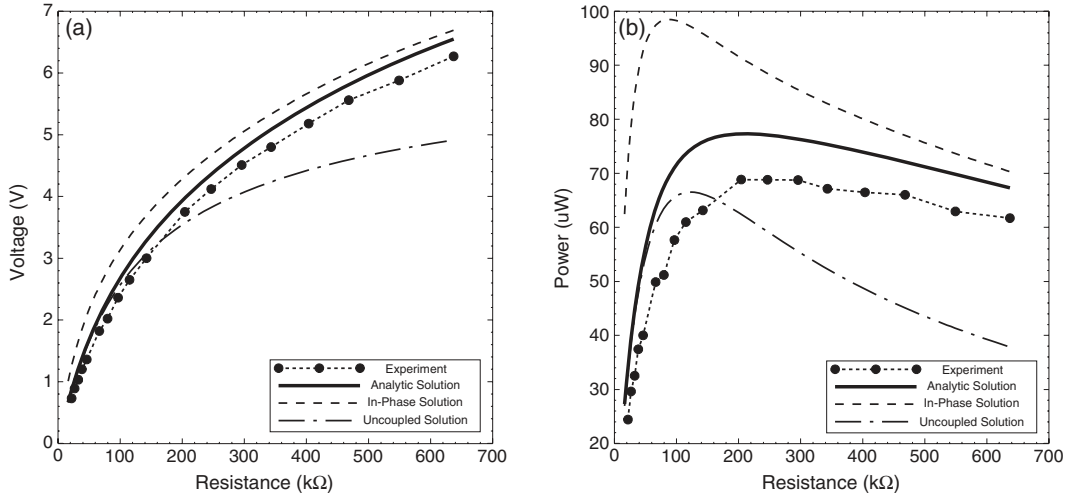 (a)
7
6
5
4
3
2
1
0
Voltage (V)
0 100 200 300 400 500 600 700
Resistance (kΩ)
Experiment
Analytic Solution
In-Phase Solution
Uncoupled Solution
(b)
100
90
80
70
60
50
40
30
20
Power (uW)
0 100 200 300 400 500 600 700
Resistance (kΩ)
Experiment
Analytic Solution
In-Phase Solution
Uncoupled Solution